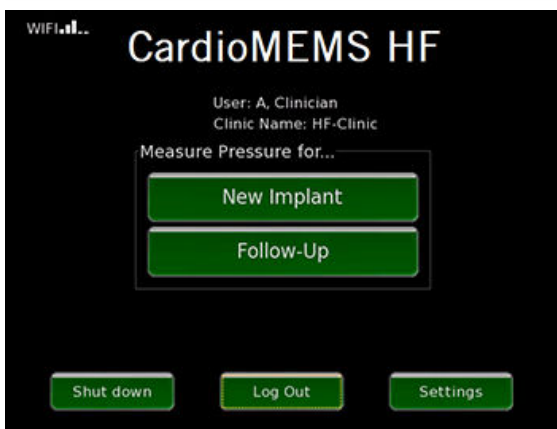 WIFI
CardioMEMS HF
User: A, Clinician
Clinic Name: HF-Clinic
Measure Pressure for...
New Implant
Follow-Up
Shut down
Log Out
Settings